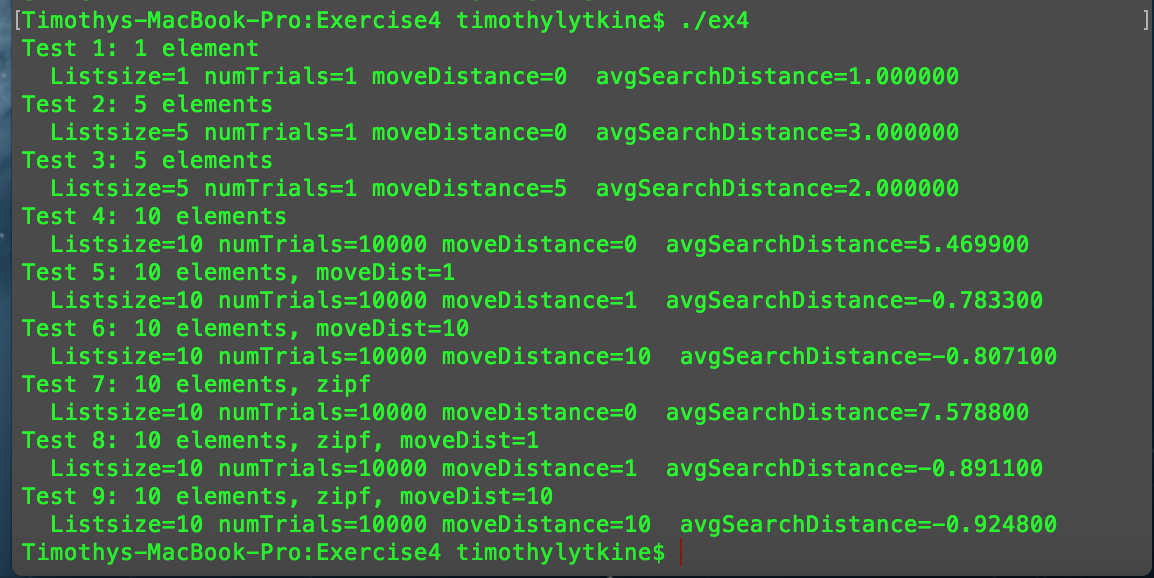 [Timothys-MacBook-Pro:Exercise4 timothylytkine$ ./ex4 ]
Test 1: 1 element
  Listsize=1 numTrials=1 moveDistance=0  avgSearchDistance=1.000000
Test 2: 5 elements
  Listsize=5 numTrials=1 moveDistance=0  avgSearchDistance=3.000000
Test 3: 5 elements
  Listsize=5 numTrials=1 moveDistance=5  avgSearchDistance=2.000000
Test 4: 10 elements
  Listsize=10 numTrials=10000 moveDistance=0  avgSearchDistance=5.469900
Test 5: 10 elements, moveDist=1
  Listsize=10 numTrials=10000 moveDistance=1  avgSearchDistance=-0.783300
Test 6: 10 elements, moveDist=10
  Listsize=10 numTrials=10000 moveDistance=10  avgSearchDistance=-0.807100
Test 7: 10 elements, zipf
  Listsize=10 numTrials=10000 moveDistance=0  avgSearchDistance=7.578800
Test 8: 10 elements, zipf, moveDist=1
  Listsize=10 numTrials=10000 moveDistance=1  avgSearchDistance=-0.891100
Test 9: 10 elements, zipf, moveDist=10
  Listsize=10 numTrials=10000 moveDistance=10  avgSearchDistance=-0.924800
Timothys-MacBook-Pro:Exercise4 timothylytkine$